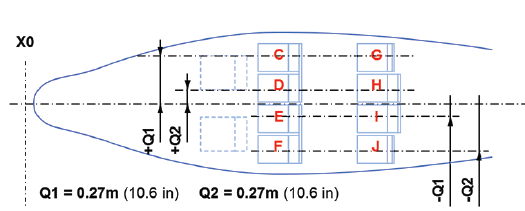 X0
C G
D H
E I
F J
+Q1
+Q2
-Q1
-Q2
Q1 = 0.27m (10.6 in) Q2 = 0.27m (10.6 in)